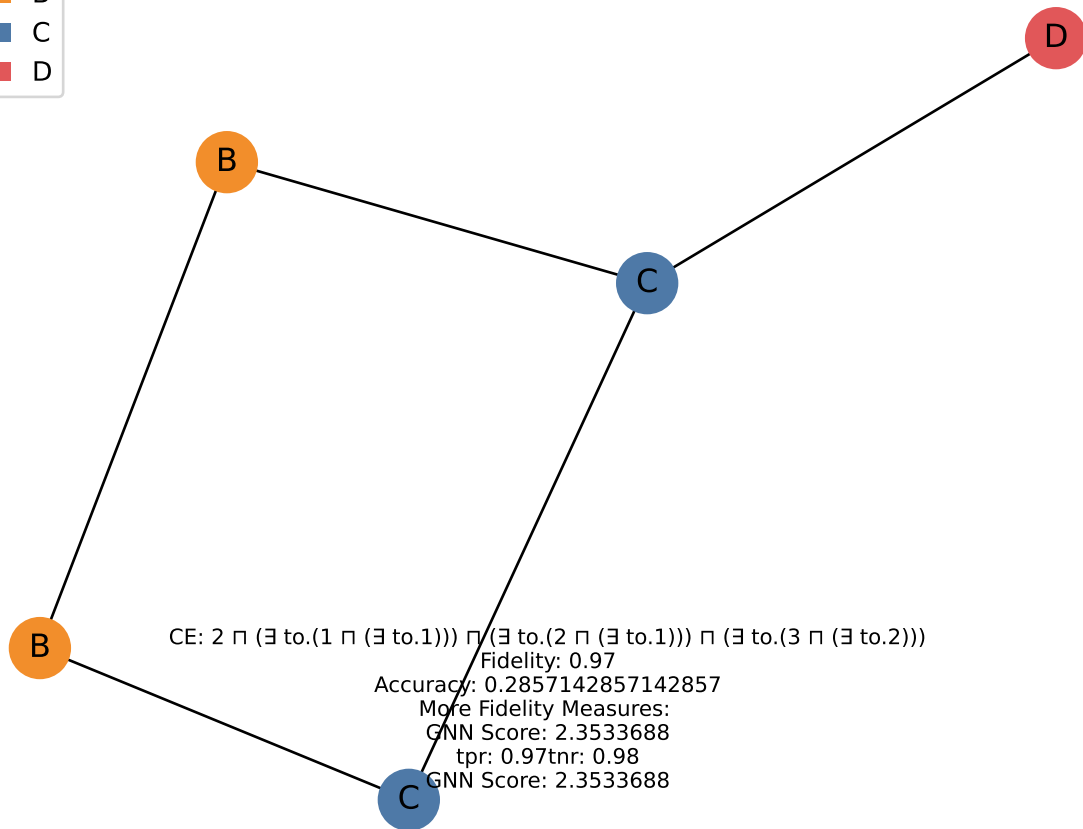 B
C
D
D
B
C
B
CE: 2 ⊓ (∃ to.(1 ⊓ (∃ to.1))) ⊓ (∃ to.(2 ⊓ (∃ to.1))) ⊓ (∃ to.(3 ⊓ (∃ to.2)))
Fidelity: 0.97
Accuracy: 0.2857142857142857
More Fidelity Measures:
GNN Score: 2.3533688
tpr: 0.97tnr: 0.98
GNN Score: 2.3533688
C